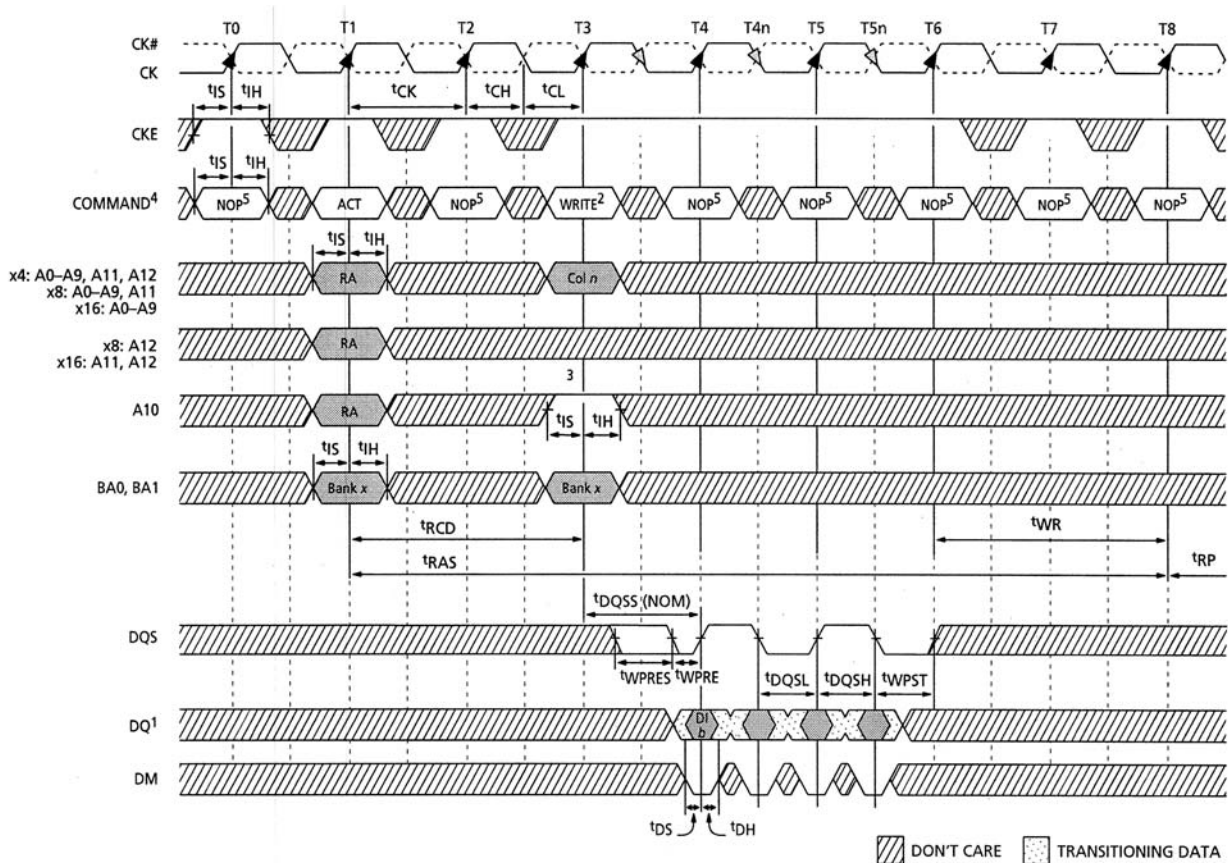 T0 T1 T2 T3 T4 T4n T5 T5n T6 T7 T8
CK#
CK
tIS tIH tCK tCH tCL
CKE
tIS tIH
COMMAND4 NOP5 ACT NOP5 WRITE2 NOP5 NOP5 NOP5 NOP5 NOP5
tIS tIH
x4: A0–A9, A11, A12 RA Col n
x8: A0–A9, A11
x16: A0–A9
x8: A12 RA
x16: A11, A12
3
A10 RA
tIS tIH
tIS tIH
BA0, BA1 Bank x Bank x
tRCD tWR
tRAS tRP
tDQSS (NOM)
DQS
tWPRES tWPRE tDQSL tDQSH tWPST
DQ1 DI
b
DM
tDS tDH
DON'T CARE TRANSITIONING DATA